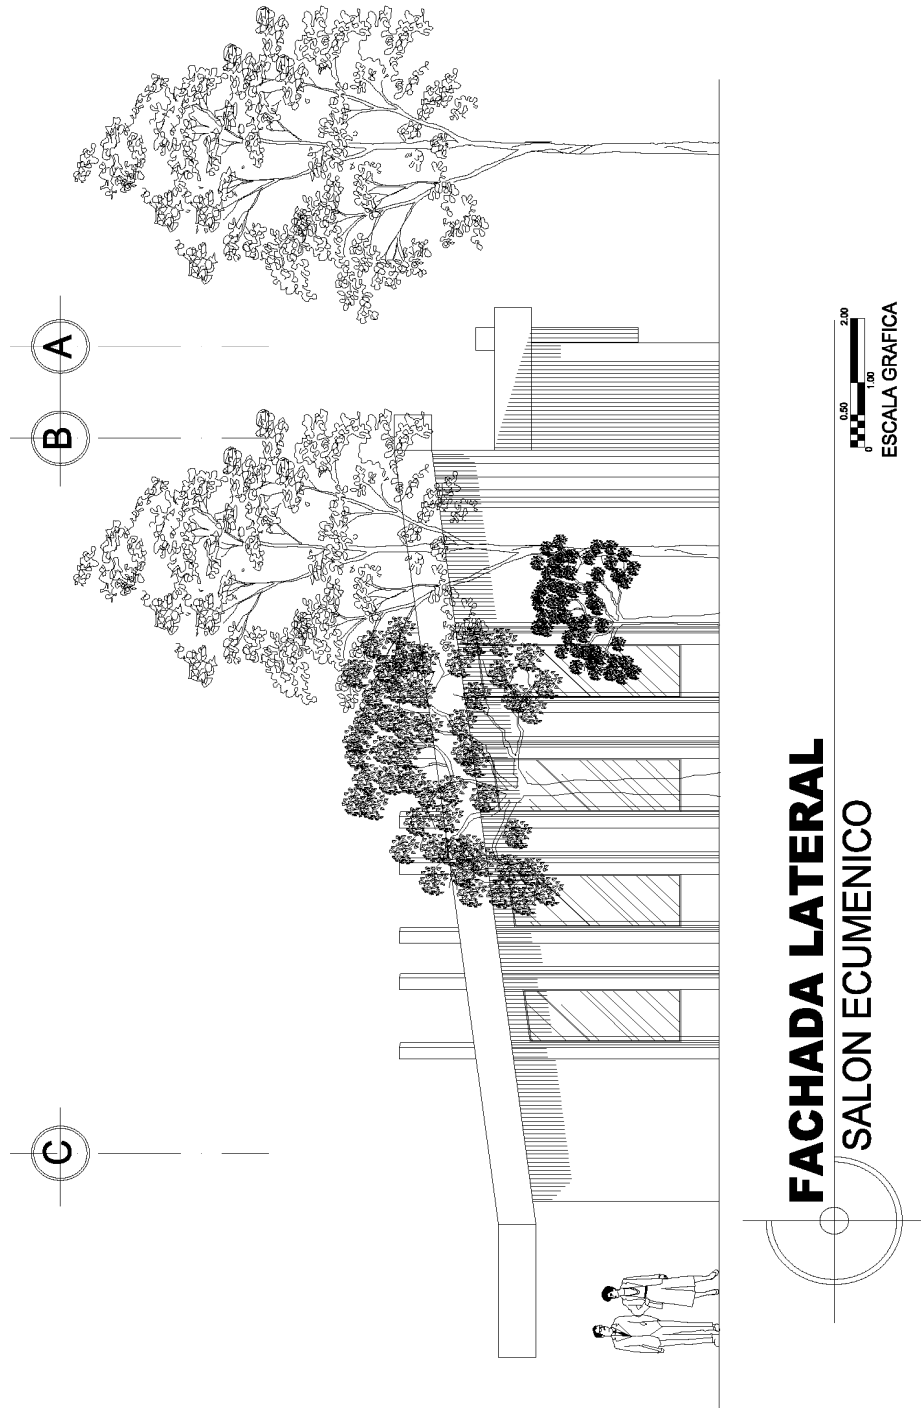 C
B
A
FACHADA LATERAL
SALON ECUMENICO
0.50
2.00
0
1.00
ESCALA GRAFICA